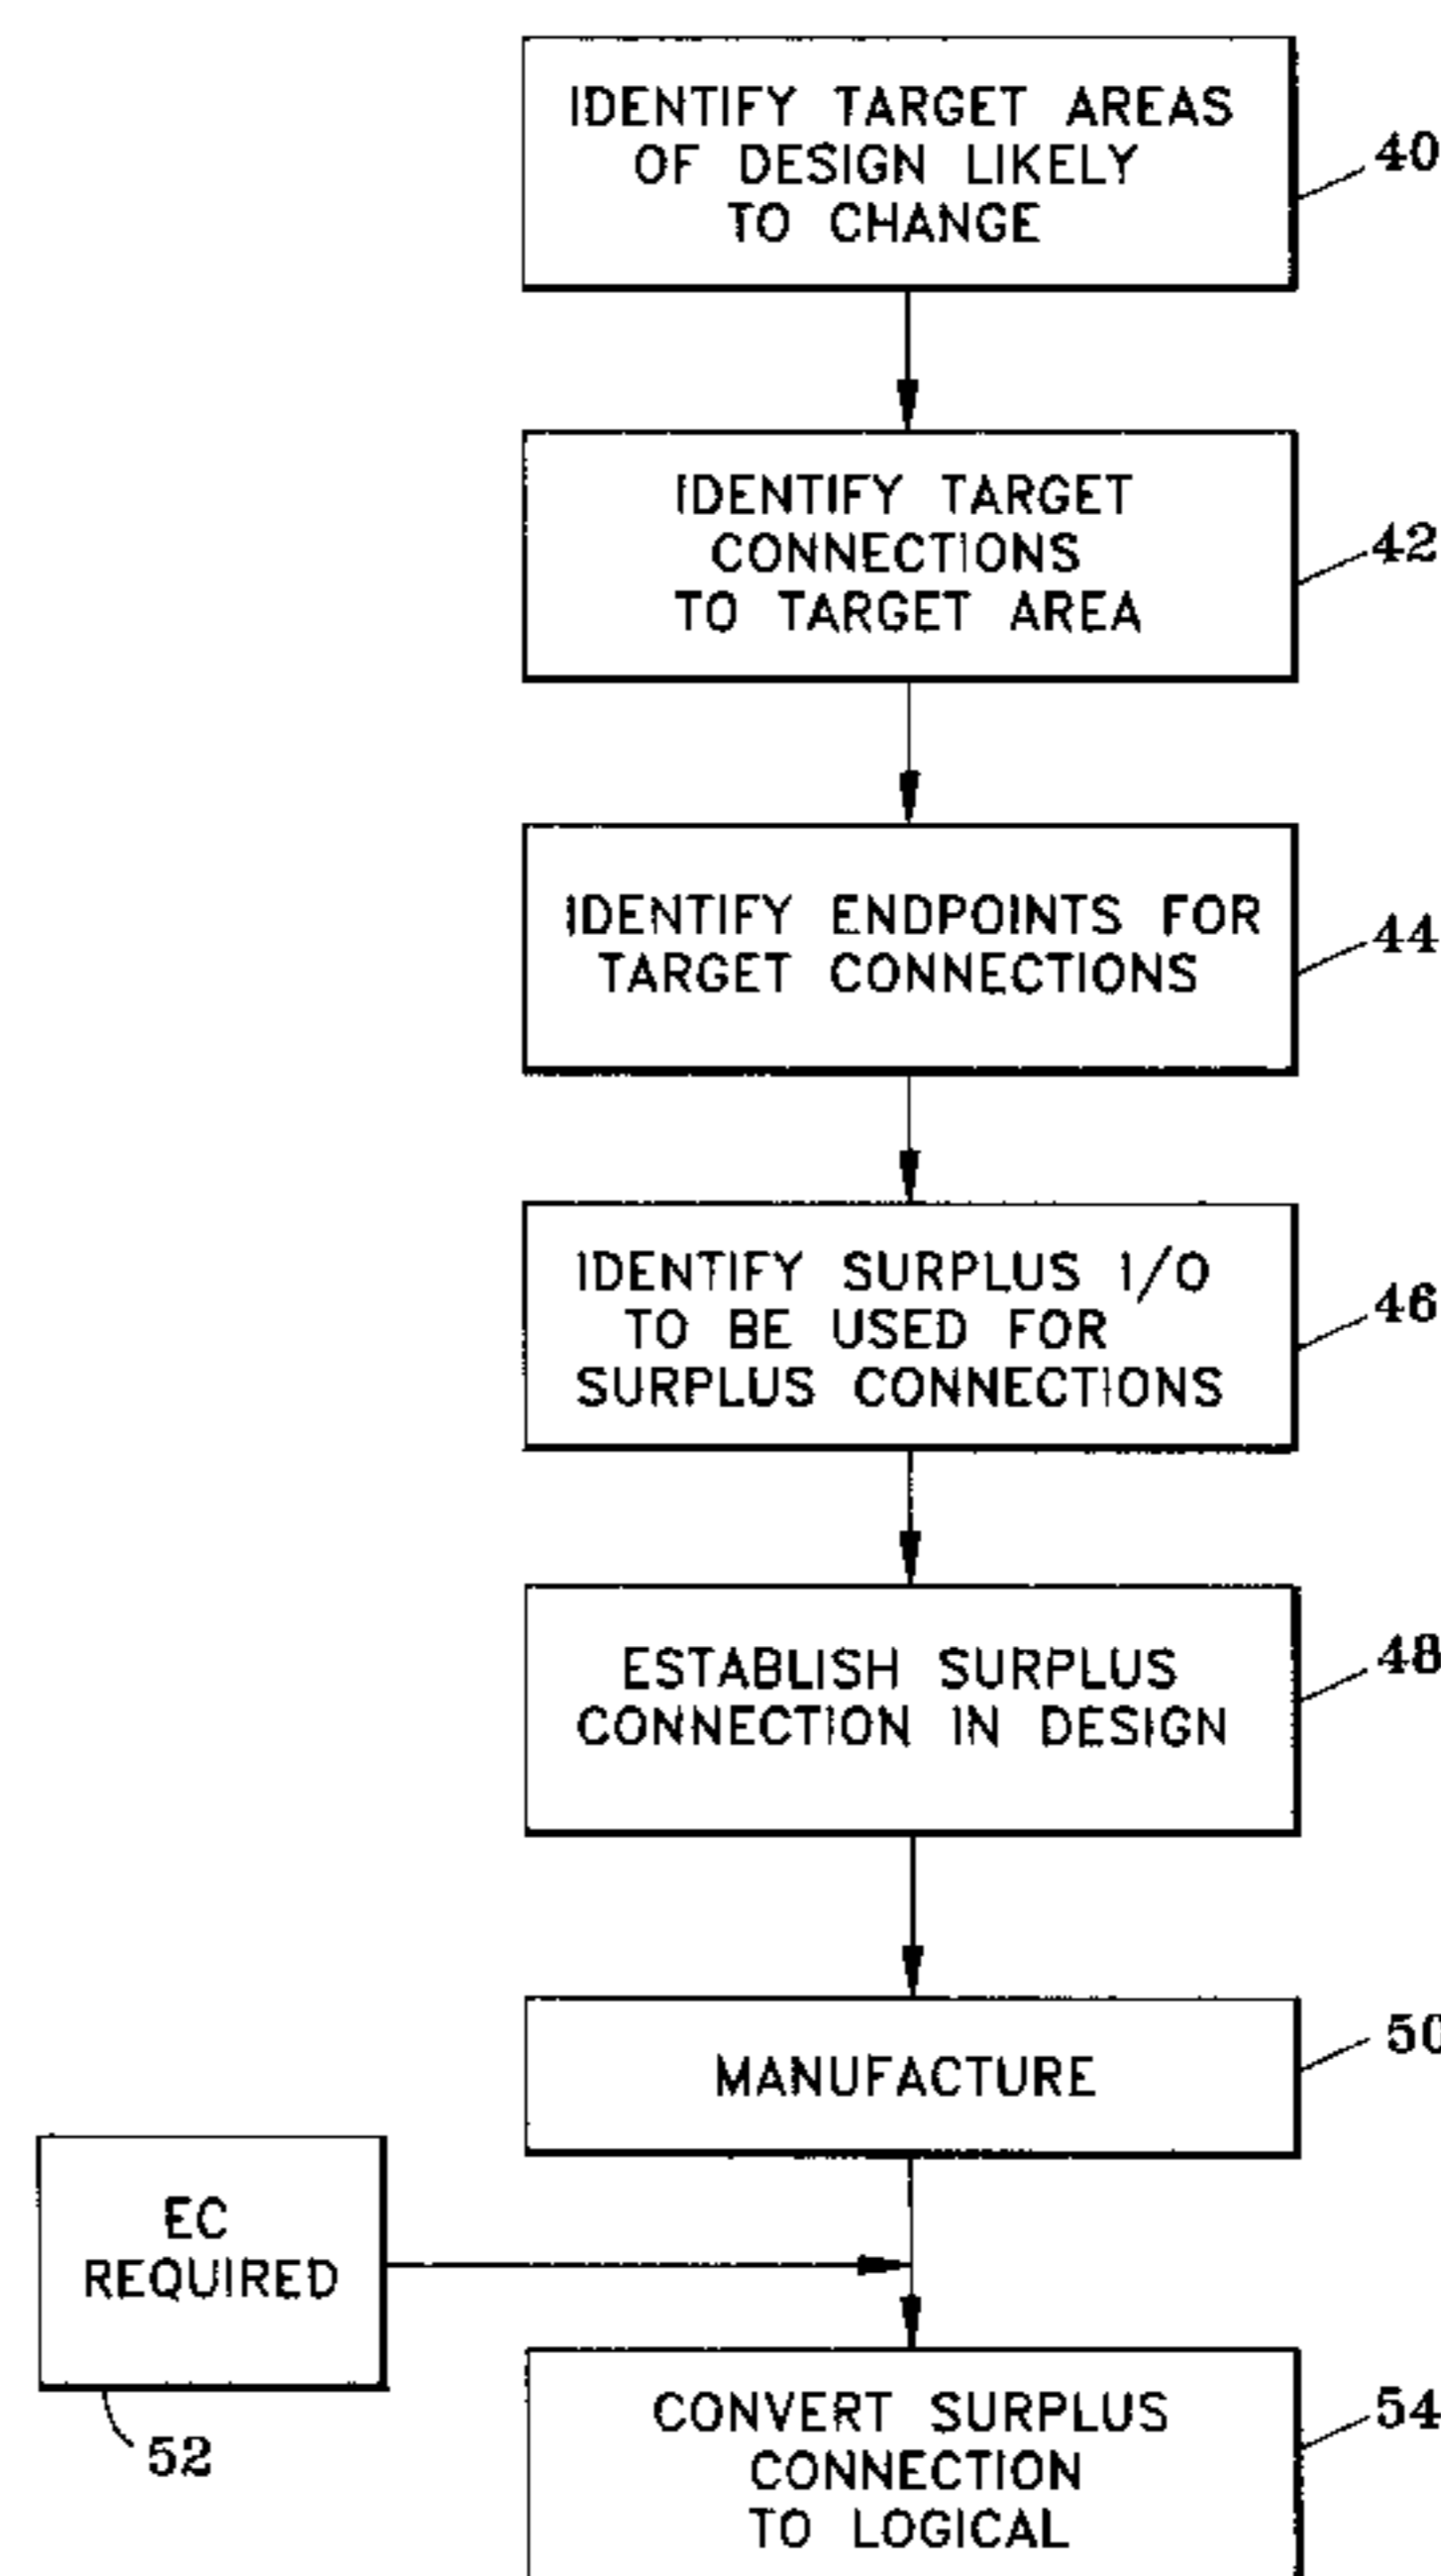 IDENTIFY TARGET AREAS
OF DESIGN LIKELY
TO CHANGE
40
IDENTIFY TARGET
CONNECTIONS
TO TARGET AREA
42
IDENTIFY ENDPOINTS FOR
TARGET CONNECTIONS
44
IDENTIFY SURPLUS I/O
TO BE USED FOR
SURPLUS CONNECTIONS
46
ESTABLISH SURPLUS
CONNECTION IN DESIGN
48
MANUFACTURE
50
EC
REQUIRED
52
CONVERT SURPLUS
CONNECTION
TO LOGICAL
54